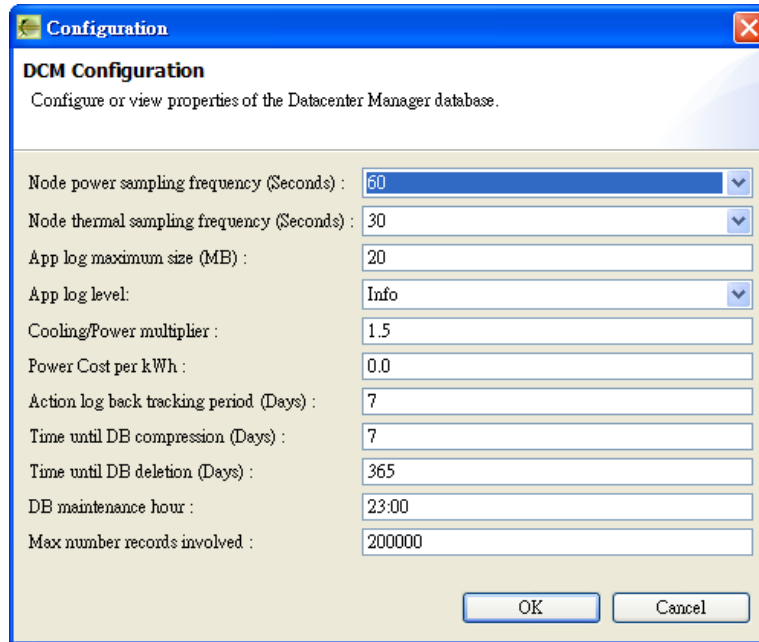 Configuration
DCM Configuration
Configure or view properties of the Datacenter Manager database.
Node power sampling frequency (Seconds) : 60
Node thermal sampling frequency (Seconds) : 30
App log maximum size (MB) : 20
App log level: Info
Cooling/Power multiplier : 1.5
Power Cost per kWh : 0.0
Action log back tracking period (Days) : 7
Time until DB compression (Days) : 7
Time until DB deletion (Days) : 365
DB maintenance hour : 23:00
Max number records involved : 200000
OK Cancel